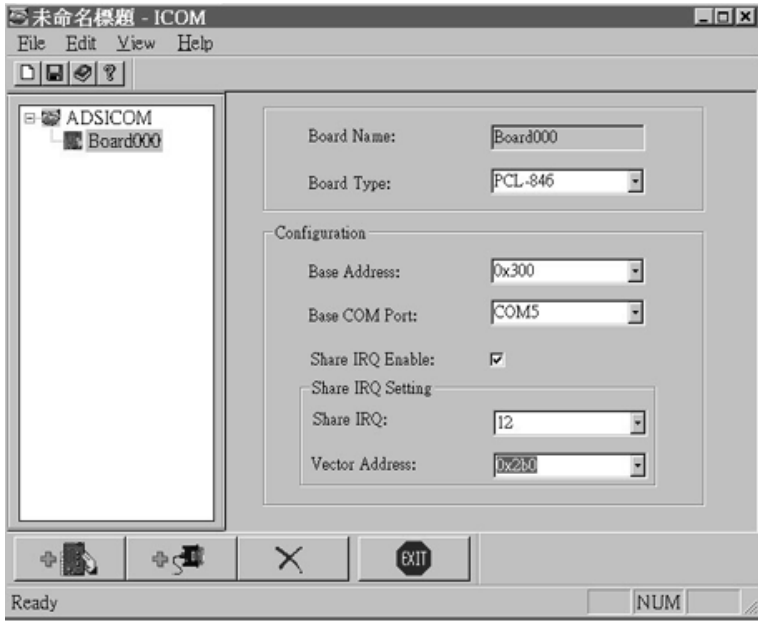 未命名標題 - ICOM
File Edit View Help
ADSICOM
Board000
Board Name: Board000
Board Type: PCL-846
Configuration
Base Address: 0x300
Base COM Port: COM5
Share IRQ Enable:
Share IRQ Setting
Share IRQ: 12
Vector Address: 0x2b0
EXIT
Ready NUM